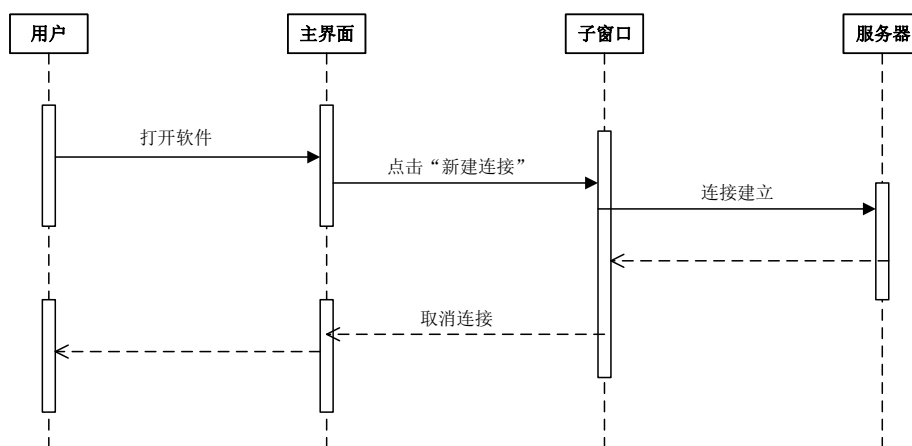 用户
主界面
子窗口
服务器
打开软件
点击“新建连接”
连接建立
取消连接